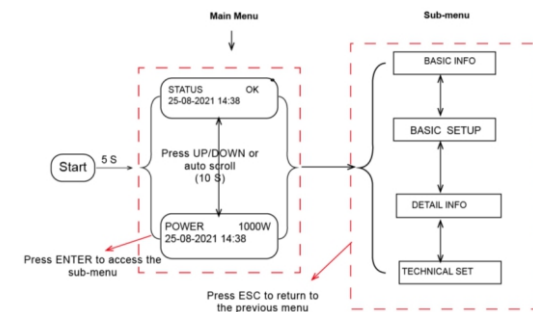 Main Menu
Sub-menu
STATUS OK
25-08-2021 14:38
BASIC INFO
BASIC SETUP
Start
5 S
Press UP/DOWN or
auto scroll
(10 S)
DETAIL INFO
POWER 1000W
25-08-2021 14:38
Press ENTER to access the
sub-menu
TECHNICAL SET
Press ESC to return to
the previous menu